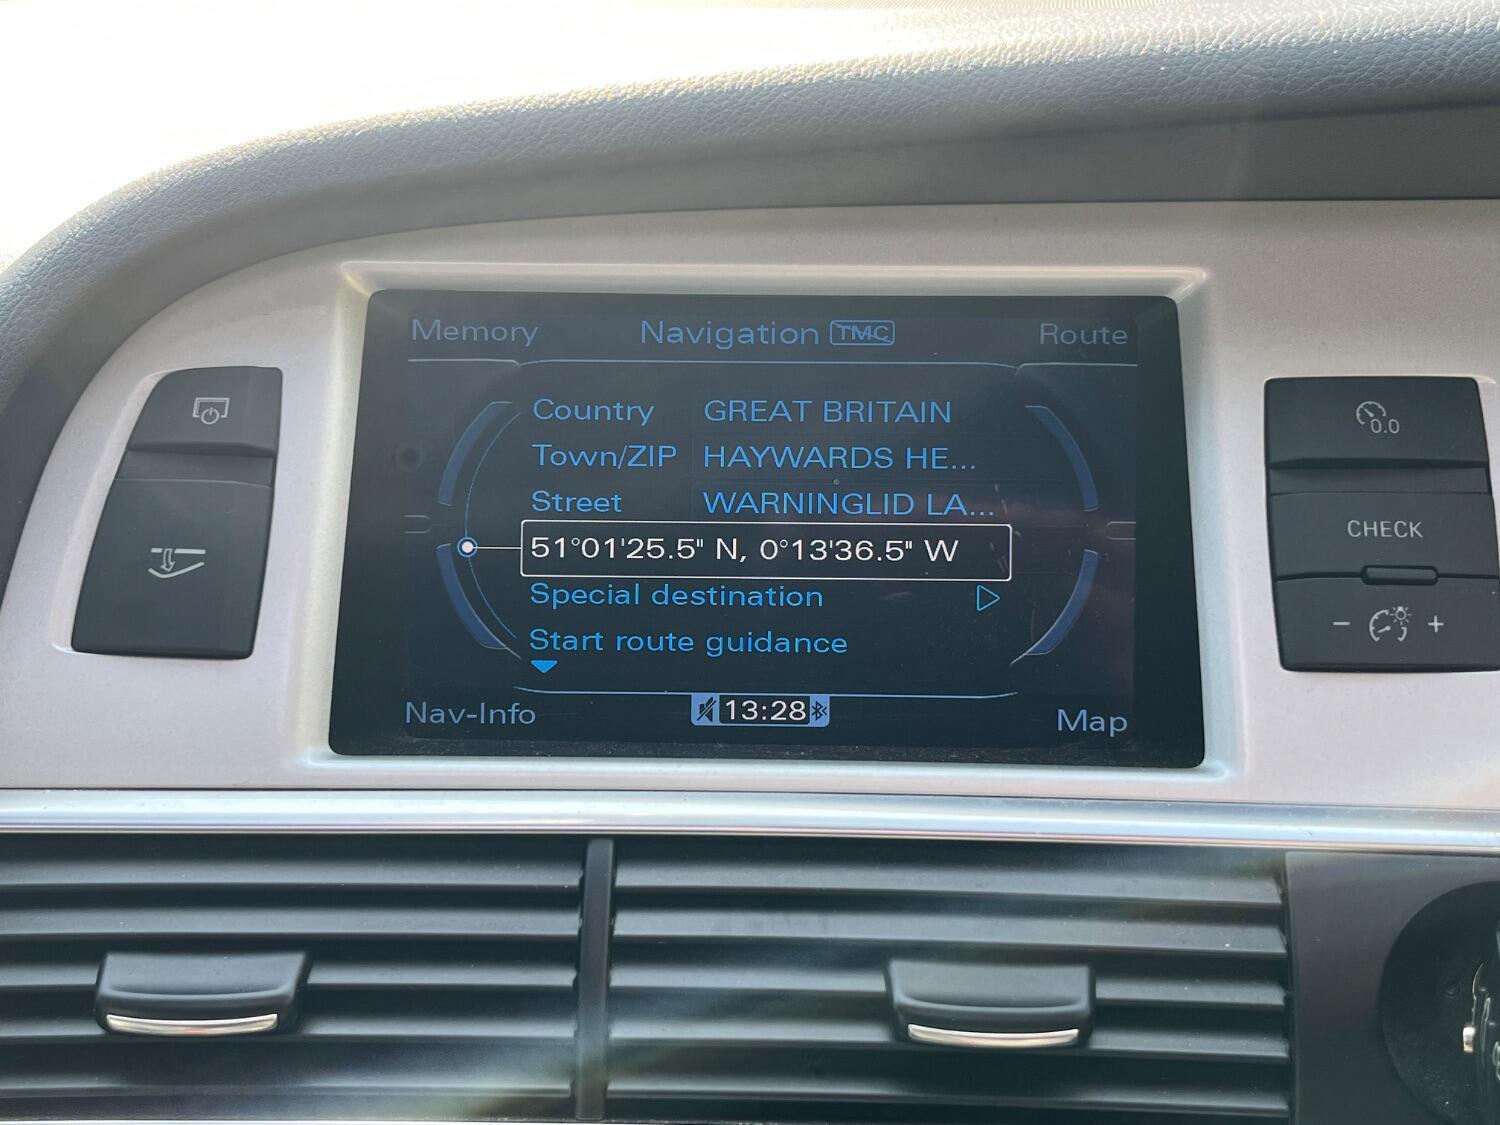 Memory Navigation TMC Route
Country GREAT BRITAIN
Town/ZIP HAYWARDS HE...
Street WARNINGLID LA...
51°01'25.5" N, 0°13'36.5" W
Special destination
Start route guidance
Nav-Info 13:28 Map
0.0
CHECK
- +